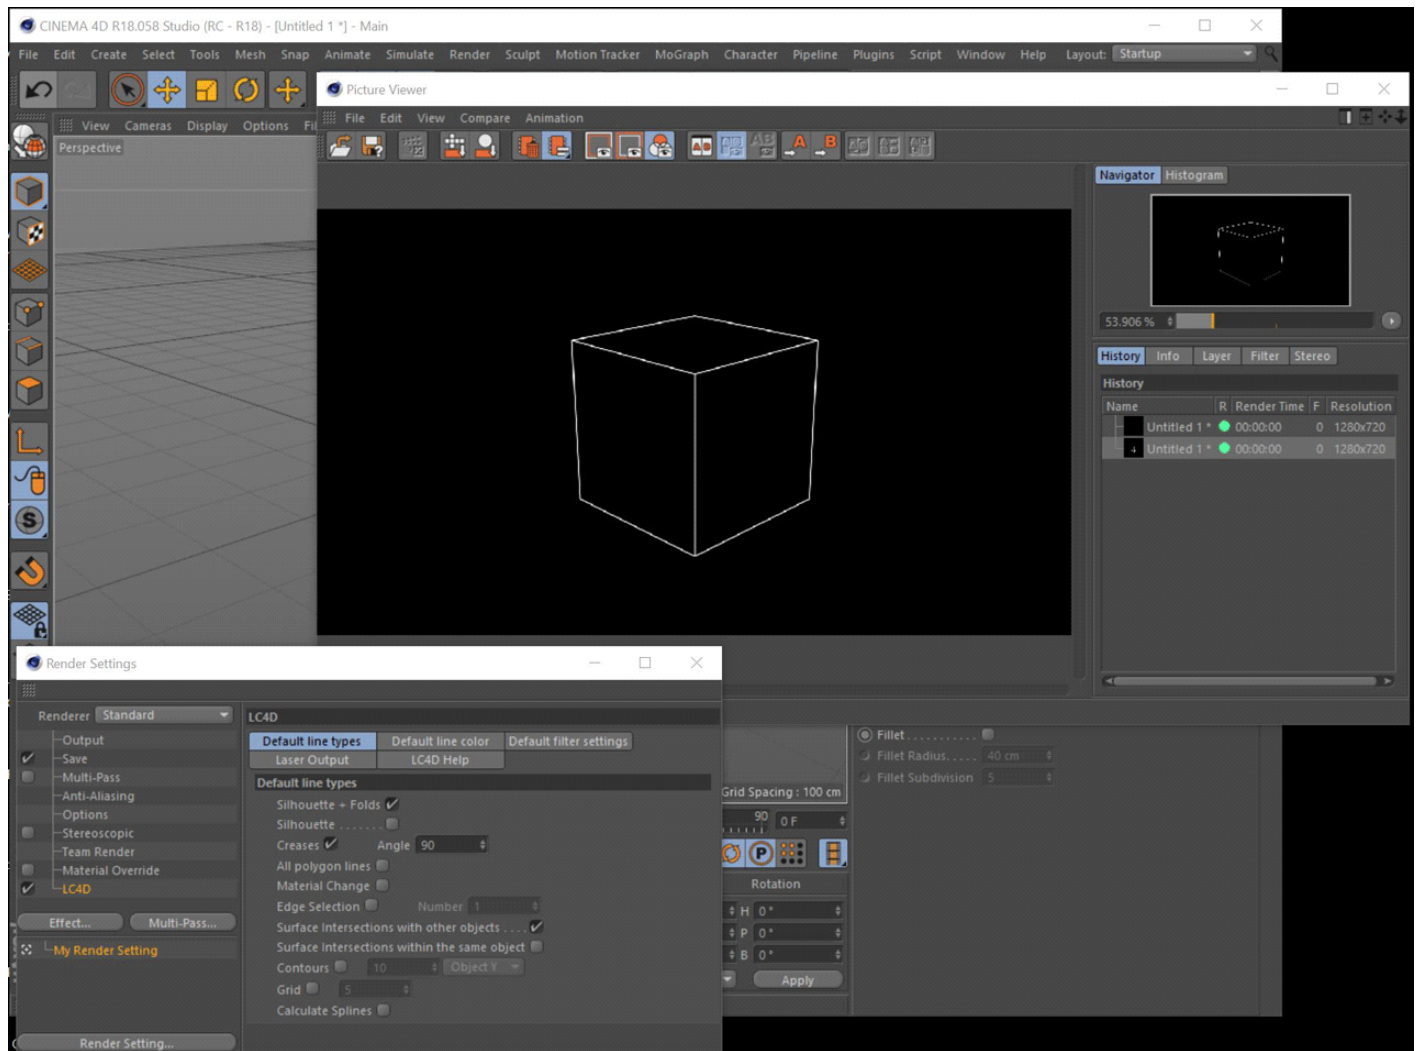 CINEMA 4D R18.058 Studio (RC - R18) - [Untitled 1 *] - Main
File Edit Create Select Tools Mesh Snap Animate Simulate Render Sculpt Motion Tracker MoGraph Character Pipeline Plugins Script Window Help Layout: Startup
Picture Viewer
File Edit View Compare Animation
View Cameras Display Options
Perspective
AB
A
B
Navigator Histogram
53.906 %
History Info Layer Filter Stereo
History
Name R Render Time F Resolution
Untitled 1 * 00:00:00 0 1280x720
Untitled 1 * 00:00:00 0 1280x720
S
Render Settings
Renderer Standard
Output
Save
Multi-Pass
Anti-Aliasing
Options
Stereoscopic
Team Render
Material Override
LC4D
Effect... Multi-Pass...
My Render Setting
Render Setting...
LC4D
Default line types Default line color Default filter settings
Laser Output LC4D Help
Default line types
Silhouette + Folds
Silhouette . . . . . . .
Creases Angle 90
All polygon lines
Material Change
Edge Selection Number 1
Surface Intersections with other objects . . . .
Surface Intersections within the same object
Contours 10 Object Y
Grid 5
Calculate Splines
Grid Spacing : 100 cm
90 0 F
P
Rotation
H 0 °
P 0 °
B 0 °
Apply
Fillet . . . . . . . . . . .
Fillet Radius. . . . . 40 cm
Fillet Subdivision 5